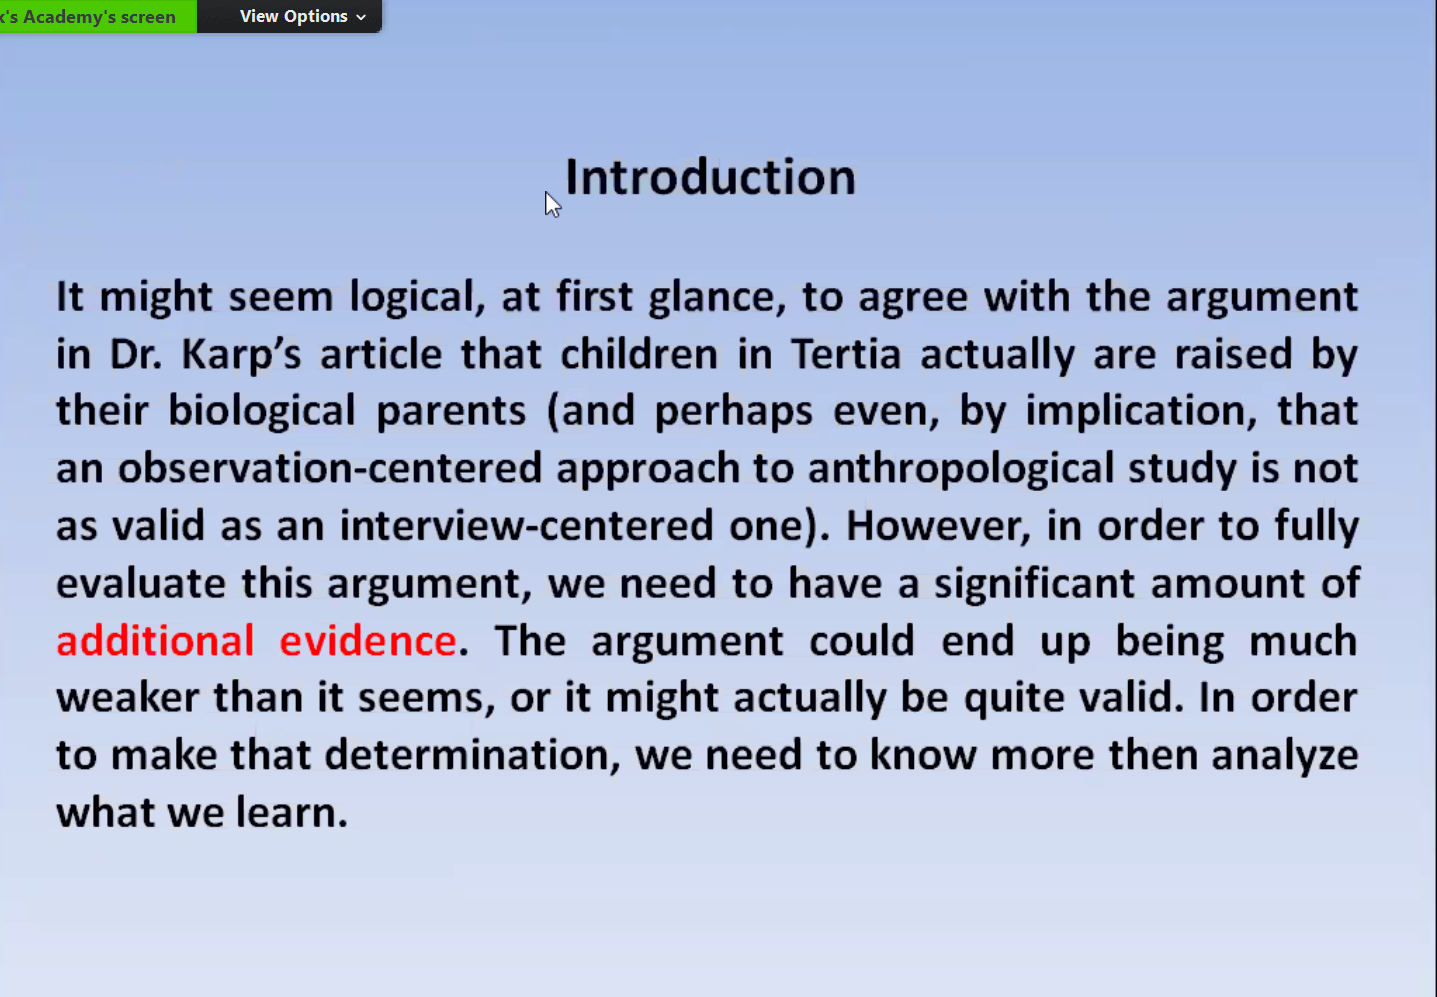 's Academy's screen View Options
Introduction
It might seem logical, at first glance, to agree with the argument
in Dr. Karp’s article that children in Tertia actually are raised by
their biological parents (and perhaps even, by implication, that
an observation-centered approach to anthropological study is not
as valid as an interview-centered one). However, in order to fully
evaluate this argument, we need to have a significant amount of
additional evidence. The argument could end up being much
weaker than it seems, or it might actually be quite valid. In order
to make that determination, we need to know more then analyze
what we learn.